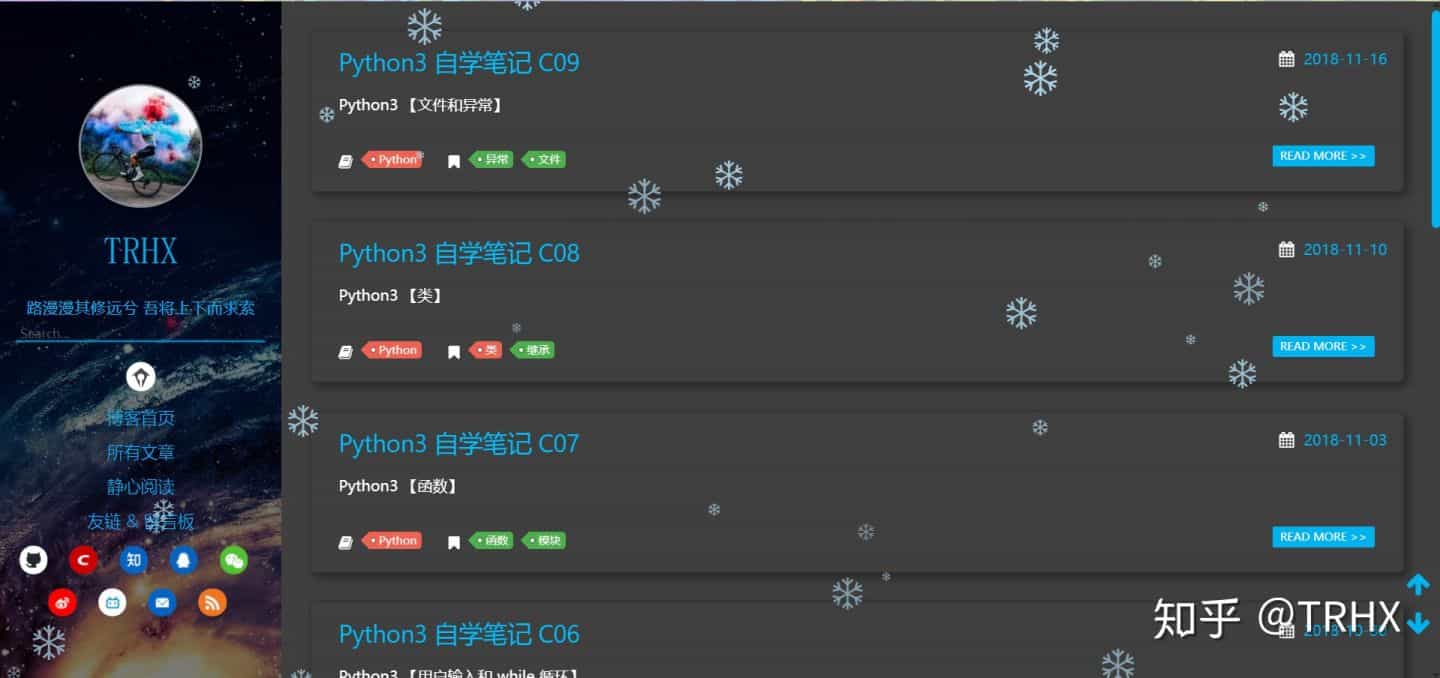 TRHX
路漫漫其修远兮 吾将上下而求索
Search...
博客首页
所有文章
静心阅读
友链 & 留言板
知
Python3 自学笔记 C09
2018-11-16
Python3 【文件和异常】
Python
异常
文件
READ MORE >>
Python3 自学笔记 C08
2018-11-10
Python3 【类】
Python
类
继承
READ MORE >>
Python3 自学笔记 C07
2018-11-03
Python3 【函数】
Python
函数
模块
READ MORE >>
Python3 自学笔记 C06
Python3 【用户输入和 while 循环】
知乎 @TRHX